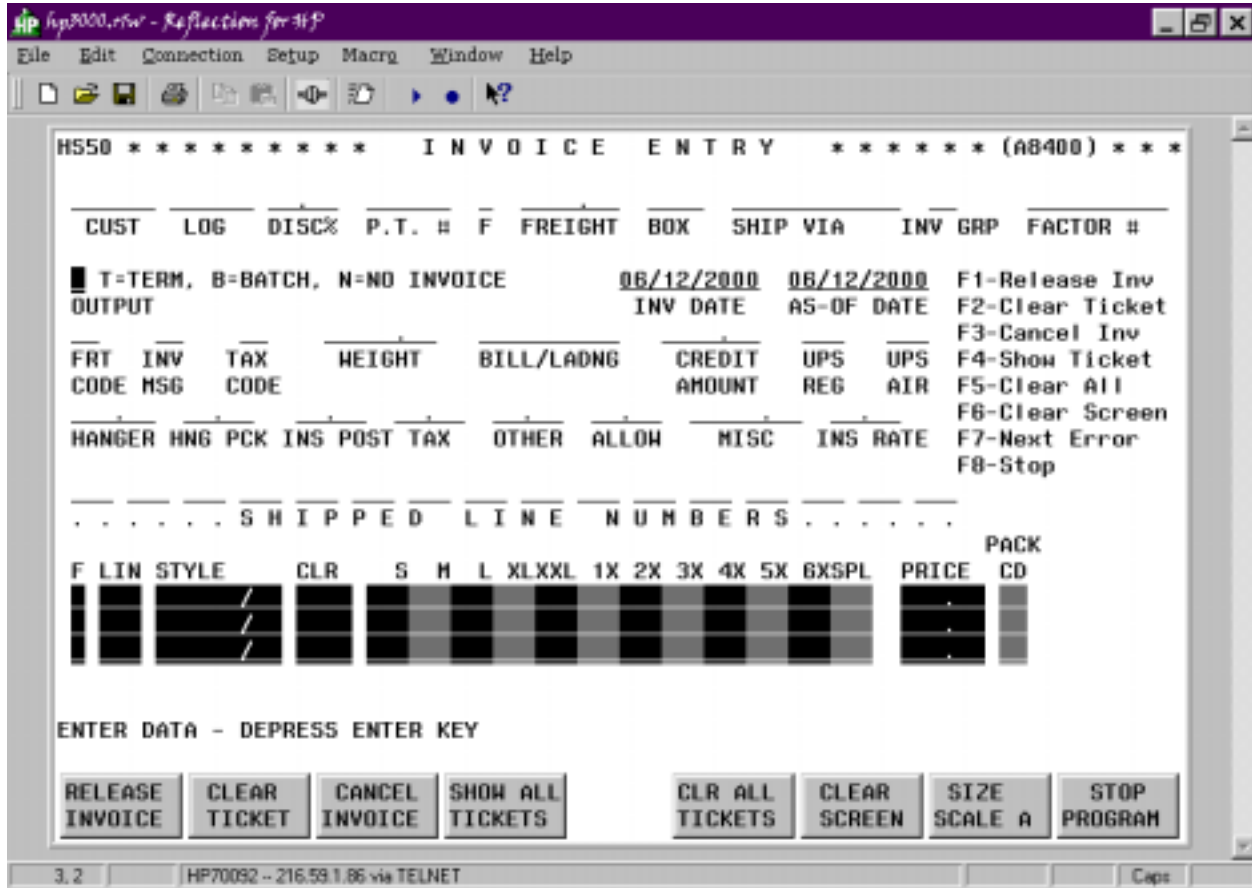 hp3000.rfw - Reflection for HP
File Edit Connection Setup Macro Window Help
HS50 * * * * * * * * * I N V O I C E E N T R Y * * * * * * (A8400) * * *
CUST LOG DISC% P.T. # F FREIGHT BOX SHIP VIA INV GRP FACTOR #
T=TERM, B=BATCH, N=NO INVOICE 06/12/2000 06/12/2000 F1-Release Inv
OUTPUT INV DATE AS-OF DATE F2-Clear Ticket
F3-Cancel Inv
FRT INV TAX WEIGHT BILL/LADNG CREDIT UPS UPS F4-Show Ticket
CODE MSG CODE AMOUNT REG AIR F5-Clear All
F6-Clear Screen
HANGER HNG PCK INS POST TAX OTHER ALLOW MISC INS RATE F7-Next Error
F8-Stop
. . . . . . S H I P P E D L I N E N U M B E R S . . . . . .
PACK
F LIN STYLE CLR S M L XLXXL 1X 2X 3X 4X 5X 6XSPL PRICE CD
/ .
/ .
/ .
ENTER DATA - DEPRESS ENTER KEY
RELEASE CLEAR CANCEL SHOW ALL CLR ALL CLEAR SIZE STOP
INVOICE TICKET INVOICE TICKETS TICKETS SCREEN SCALE A PROGRAM
3, 2 HP70092 -- 216.59.1.86 via TELNET Caps